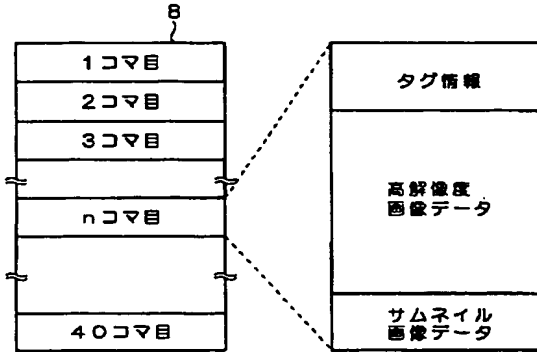 8
1コマ目
2コマ目
3コマ目
nコマ目
40コマ目
タグ情報
高解像度
画像データ
サムネイル
画像データ